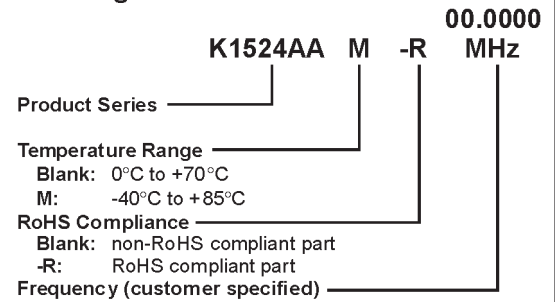 00.0000
K1524AA M -R MHz
Product Series
Temperature Range
Blank: 0°C to +70°C
M: -40°C to +85°C
RoHS Compliance
Blank: non-RoHS compliant part
-R: RoHS compliant part
Frequency (customer specified)